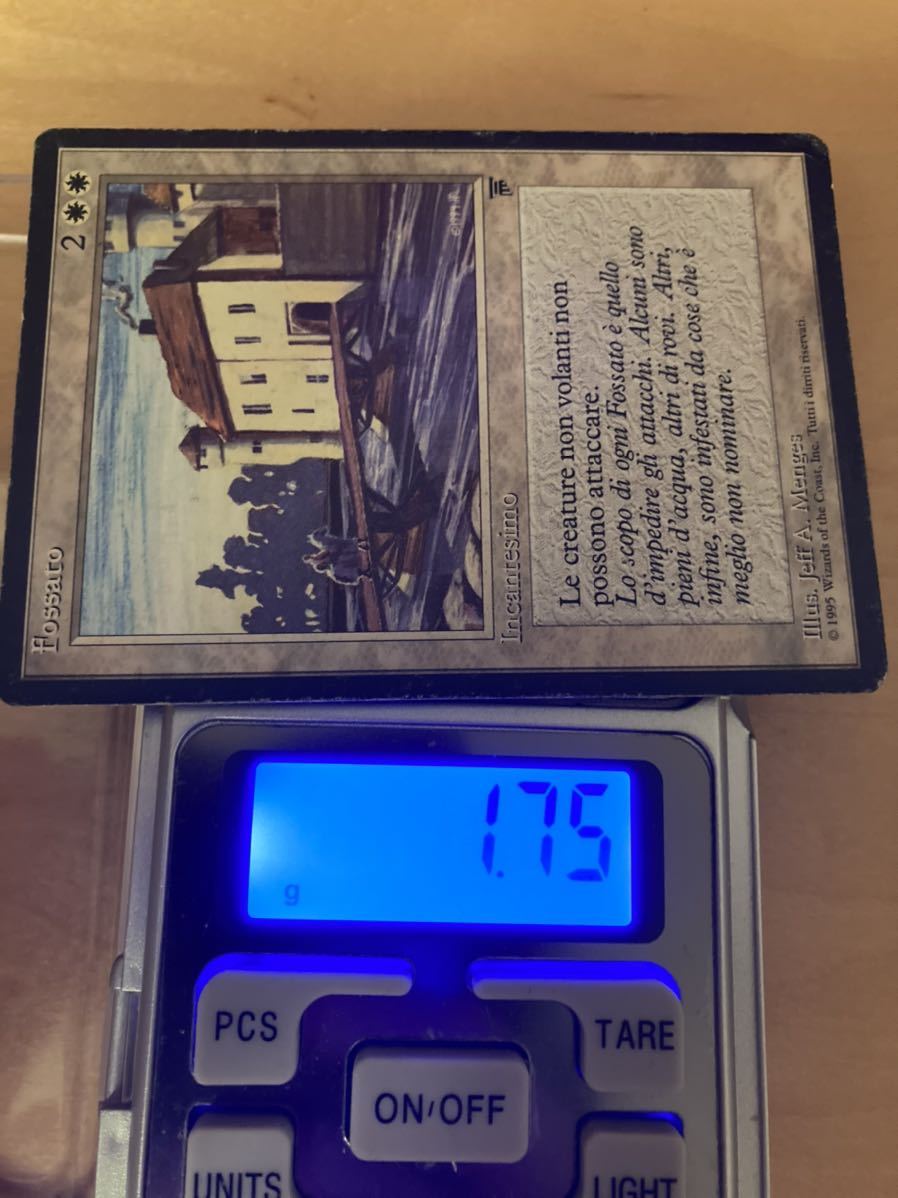 Fossato
2
© 1994 JM
Incantesimo
Le creature non volanti non
possono attaccare.
Lo scopo di ogni Fossato è quello
d'impedire gli attacchi. Alcuni sono
pieni d'acqua, altri di rovi. Altri,
infine, sono infestati da cose che è
meglio non nominare.
Illus. Jeff A. Menges
© 1995 Wizards of the Coast, Inc. Tutti i diritti riservati.
1.75
g
PCS
TARE
ON/OFF
UNITS
LIGHT